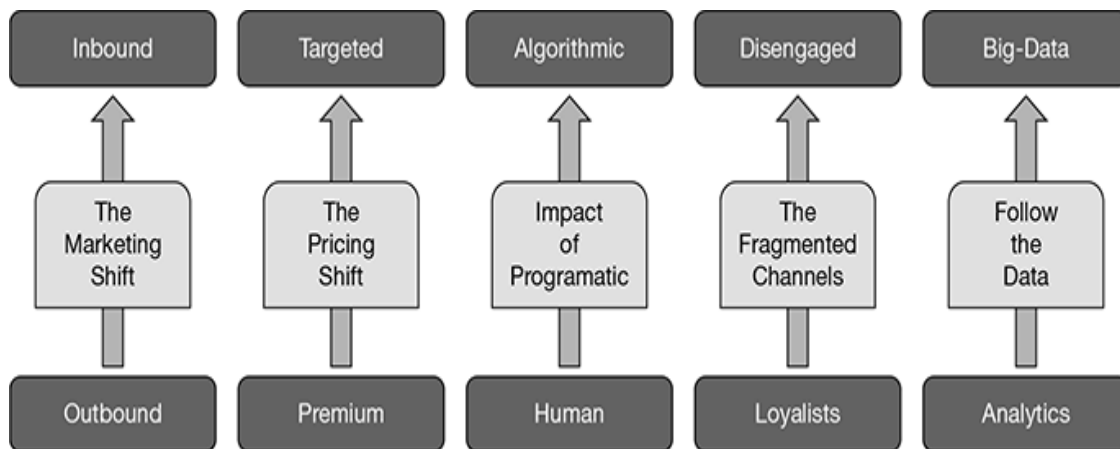 Inbound
Targeted
Algorithmic
Disengaged
Big-Data
The
Marketing
Shift
The
Pricing
Shift
Impact
of
Programatic
The
Fragmented
Channels
Follow
the
Data
Outbound
Premium
Human
Loyalists
Analytics